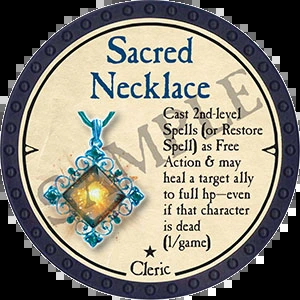 Sacred
Necklace
Cast 2nd-level
Spells (or Restore
Spell) as Free
Action & may
heal a target ally
to full hp—even
if that character
is dead
(1/game)
Cleric
SAMPLE